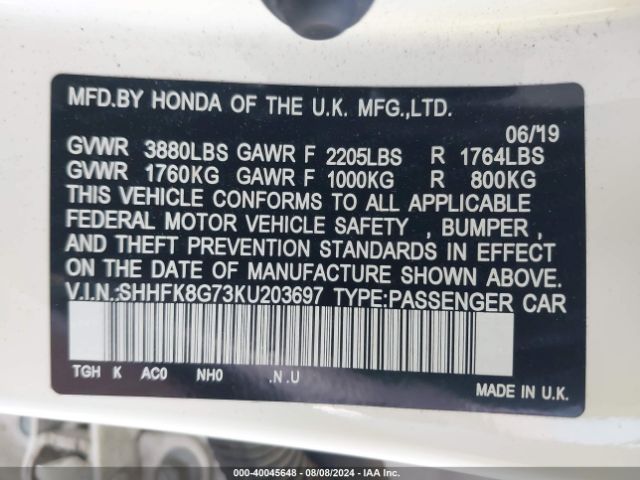 MFD.BY HONDA OF THE U.K. MFG.,LTD.
06/19
GVWR 3880LBS GAWR F 2205LBS R 1764LBS
GVWR 1760KG GAWR F 1000KG R 800KG
THIS VEHICLE CONFORMS TO ALL APPLICABLE
FEDERAL MOTOR VEHICLE SAFETY , BUMPER ,
AND THEFT PREVENTION STANDARDS IN EFFECT
ON THE DATE OF MANUFACTURE SHOWN ABOVE.
V.I.N.:SHHFK8G73KU203697 TYPE:PASSENGER CAR
TGH K AC0 NH0 .N .U
MADE IN U.K.
000-40045648 - 08/08/2024 - IAA Inc.